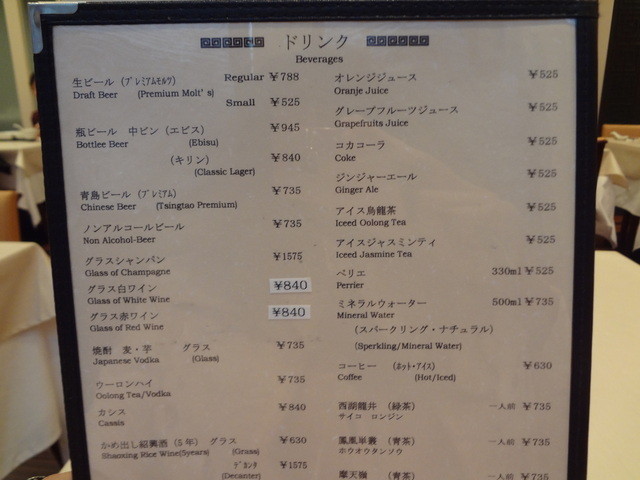 ドリンク
Beverages
生ビール (プレミアムモルツ) Regular ¥788
Draft Beer (Premium Molt's)
Small ¥525
瓶ビール 中ビン (エビス) ¥945
Bottlee Beer (Ebisu)
(キリン) ¥840
(Classic Lager)
青島ビール (プレミアム) ¥735
Chinese Beer (Tsingtao Premium)
ノンアルコールビール ¥735
Non Alcohol-Beer
グラスシャンパン ¥1575
Glass of Champagne
グラス白ワイン ¥840
Glass of White Wine
グラス赤ワイン ¥840
Glass of Red Wine
焼酎 麦・芋 グラス ¥735
Japanese Vodka (Glass)
ウーロンハイ ¥735
Oolong Tea/Vodka
カシス ¥840
Cassis
かめ出し紹興酒 (5年) グラス ¥630
Shaosing Rice Wine(5years) (Grass)
デカンタ ¥1575
(Decanter)
オレンジジュース ¥525
Oranje Juice
グレープフルーツジュース ¥525
Grapefruits Juice
コカコーラ ¥525
Coke
ジンジャーエール ¥525
Ginger Ale
アイス烏龍茶 ¥525
Iced Oolong Tea
アイスジャスミンティ ¥525
Iced Jasmine Tea
ペリエ 330ml ¥525
Perrier
ミネラルウォーター 500ml ¥735
Mineral Water
(スパークリング・ナチュラル)
(Sperkling/Mineral Water)
コーヒー (ホット・アイス) ¥630
Coffee (Hot/Iced)
西湖龍井 (緑茶) 一人前 ¥735
サイコ ロンジン
鳳凰単叢 (青茶) 一人前 ¥735
ホウオウタンソウ
摩天嶺 (青茶) 一人前 ¥735